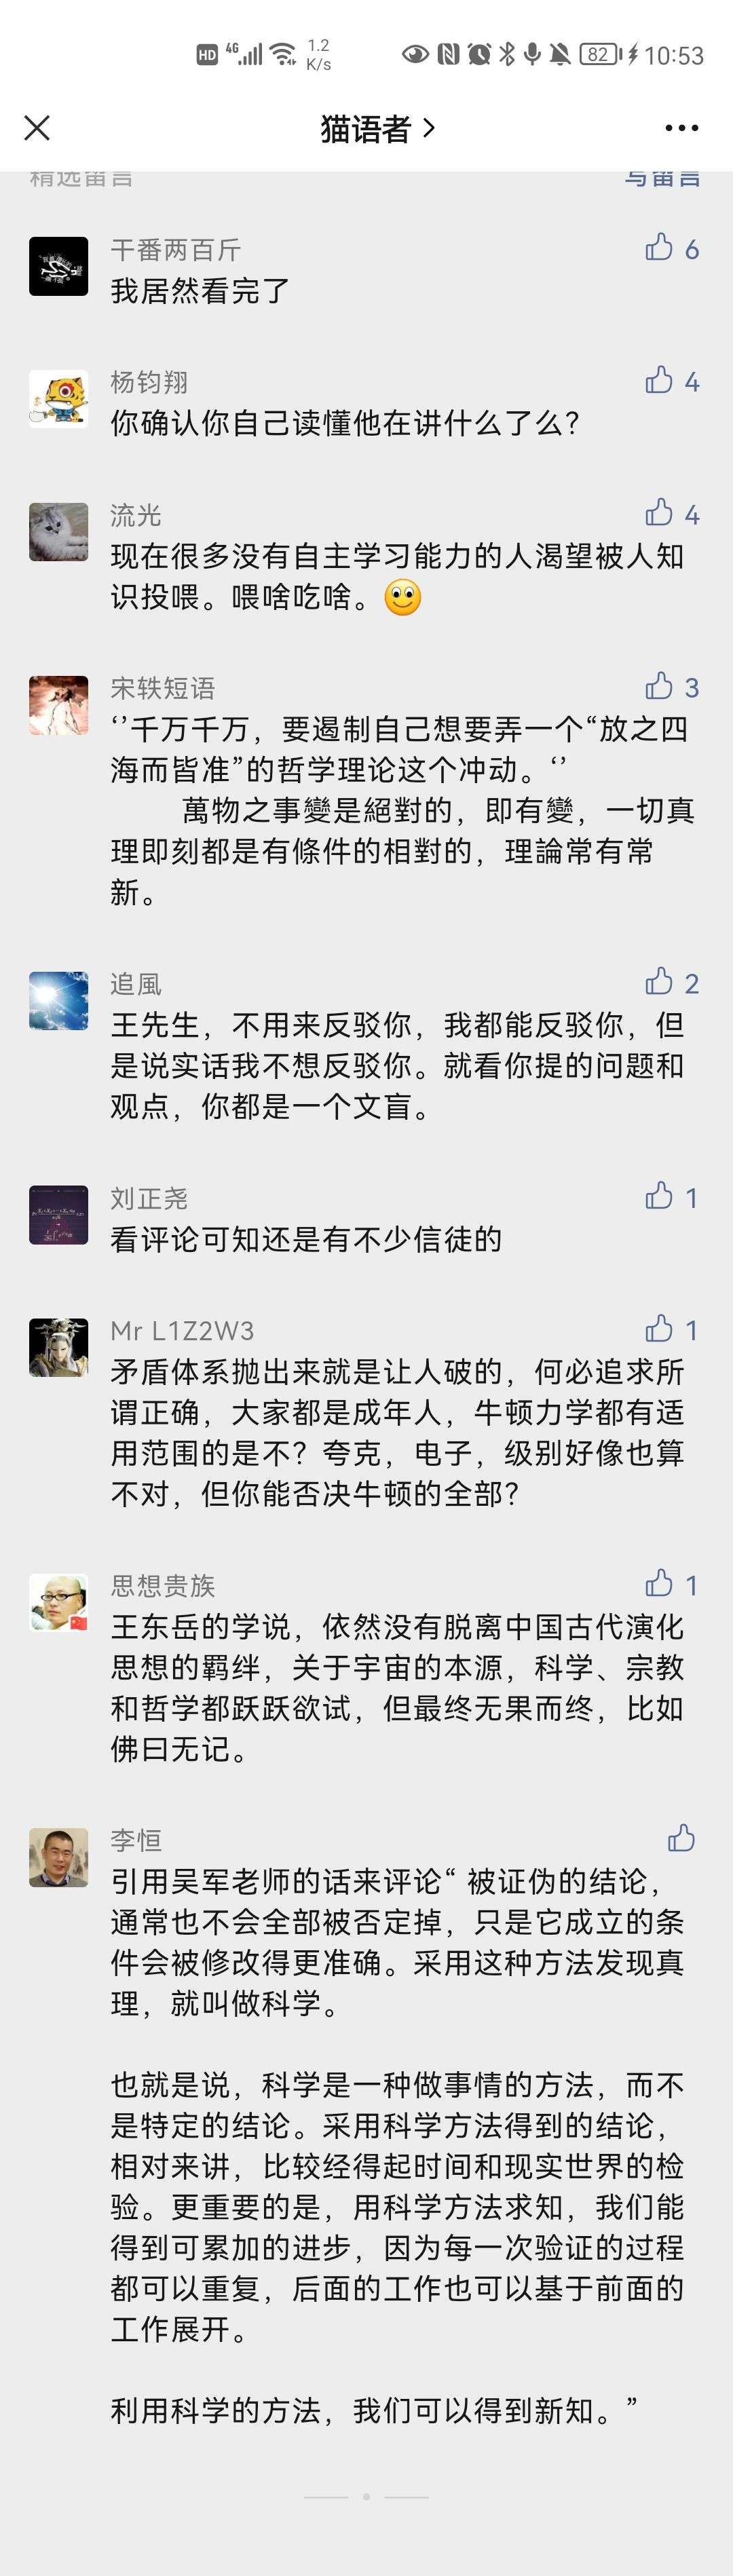 HD 4G 1.2 K/s 82 10:53
猫语者
精选留言 写留言
干番两百斤 6
我居然看完了
杨钧翔 4
你确认你自己读懂他在讲什么了么？
流光 4
现在很多没有自主学习能力的人渴望被人知
识投喂。喂啥吃啥。
宋轶短语 3
‘’千万千万，要遏制自己想要弄一个“放之四
海而皆准”的哲学理论这个冲动。‘’
萬物之事變是絕對的，即有變，一切真
理即刻都是有條件的相對的，理論常有常
新。
追風 2
王先生，不用来反驳你，我都能反驳你，但
是说实话我不想反驳你。就看你提的问题和
观点，你都是一个文盲。
刘正尧 1
看评论可知还是有不少信徒的
Mr L1Z2W3 1
矛盾体系抛出来就是让人破的，何必追求所
谓正确，大家都是成年人，牛顿力学都有适
用范围的是不？夸克，电子，级别好像也算
不对，但你能否决牛顿的全部？
思想贵族 1
王东岳的学说，依然没有脱离中国古代演化
思想的羁绊，关于宇宙的本源，科学、宗教
和哲学都跃跃欲试，但最终无果而终，比如
佛曰无记。
李恒
引用吴军老师的话来评论“ 被证伪的结论，
通常也不会全部被否定掉，只是它成立的条
件会被修改得更准确。采用这种方法发现真
理，就叫做科学。
也就是说，科学是一种做事情的方法，而不
是特定的结论。采用科学方法得到的结论，
相对来讲，比较经得起时间和现实世界的检
验。更重要的是，用科学方法求知，我们能
得到可累加的进步，因为每一次验证的过程
都可以重复，后面的工作也可以基于前面的
工作展开。
利用科学的方法，我们可以得到新知。”